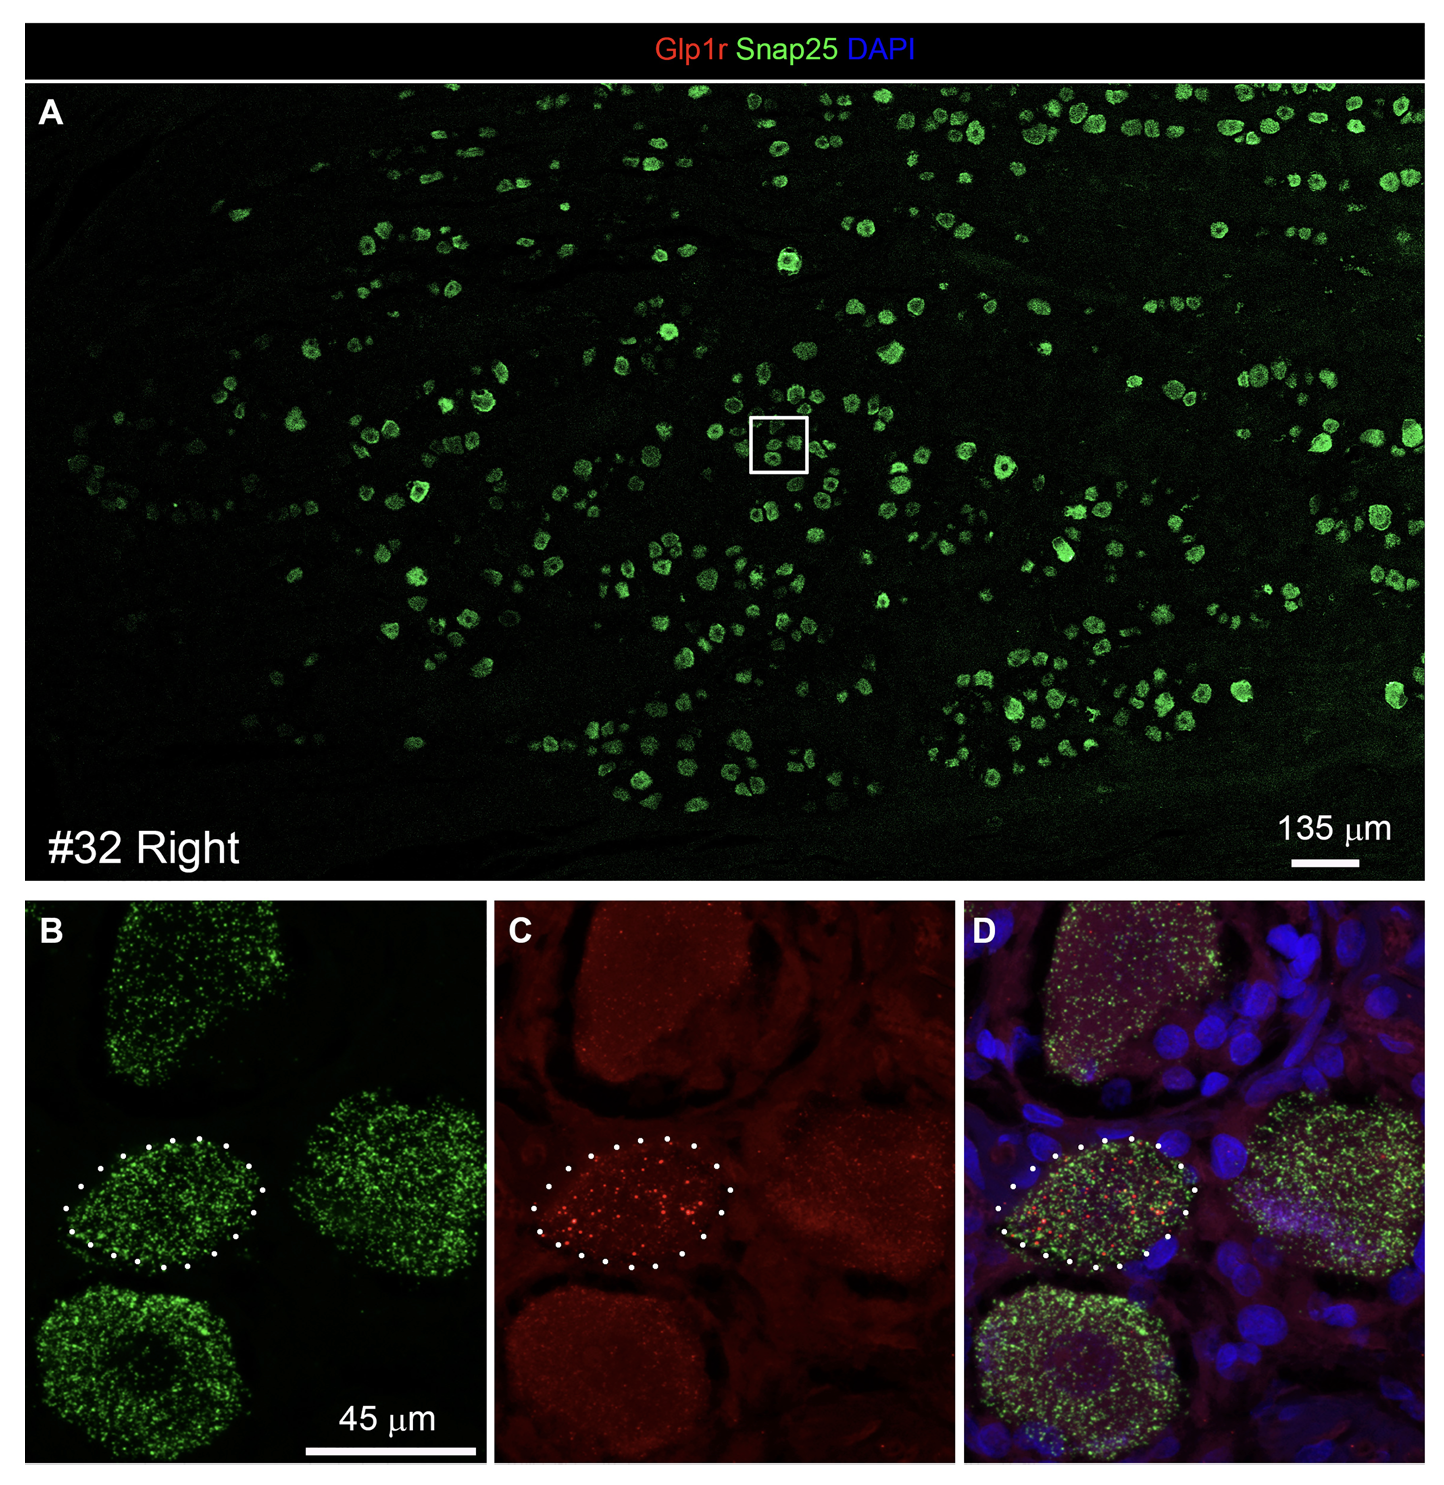 Glp1r Snap25 DAPI
A
#32 Right
135 μm
B
C
D
45 μm